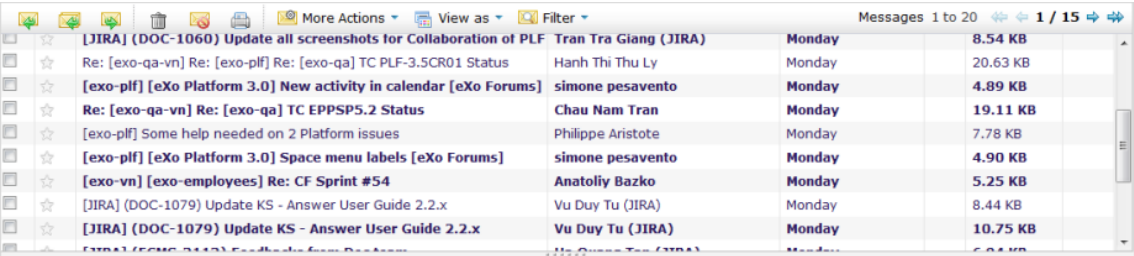 More Actions View as Filter Messages 1 to 20 1 / 15
[JIRA] (DOC-1060) Update all screenshots for Collaboration of PLF Tran Tra Giang (JIRA) Monday 8.54 KB
Re: [exo-qa-vn] Re: [exo-plf] Re: [exo-qa] TC PLF-3.5CR01 Status Hanh Thi Thu Ly Monday 20.63 KB
[exo-plf] [eXo Platform 3.0] New activity in calendar [eXo Forums] simone pesavento Monday 4.89 KB
Re: [exo-qa-vn] Re: [exo-qa] TC EPPSP5.2 Status Chau Nam Tran Monday 19.11 KB
[exo-plf] Some help needed on 2 Platform issues Philippe Aristote Monday 7.78 KB
[exo-plf] [eXo Platform 3.0] Space menu labels [eXo Forums] simone pesavento Monday 4.90 KB
[exo-vn] [exo-employees] Re: CF Sprint #54 Anatoliy Bazko Monday 5.25 KB
[JIRA] (DOC-1079) Update KS - Answer User Guide 2.2.x Vu Duy Tu (JIRA) Monday 8.44 KB
[JIRA] (DOC-1079) Update KS - Answer User Guide 2.2.x Vu Duy Tu (JIRA) Monday 10.75 KB
[JIRA] Feedbacks from (JIRA) Monday KB